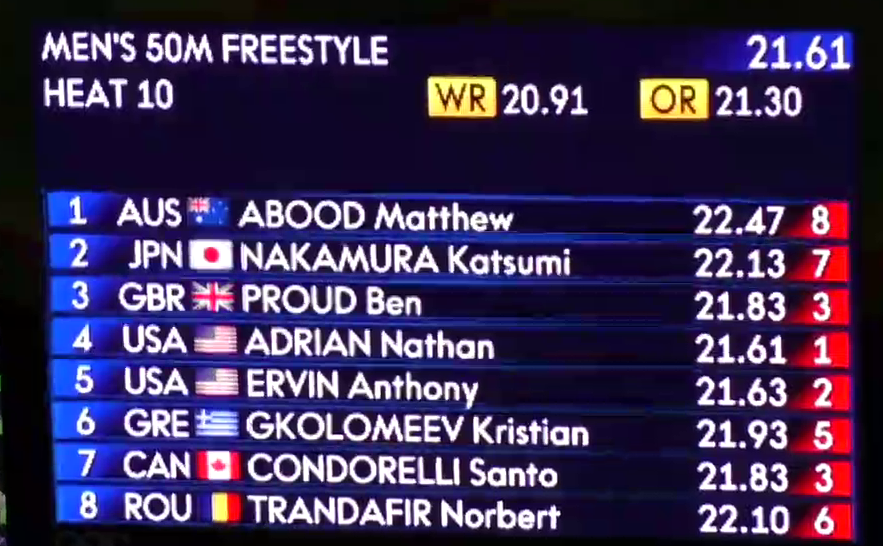 MEN'S 50M FREESTYLE 21.61
HEAT 10 WR 20.91 OR 21.30
1 AUS ABOOD Matthew 22.47 8
2 JPN NAKAMURA Katsumi 22.13 7
3 GBR PROUD Ben 21.83 3
4 USA ADRIAN Nathan 21.61 1
5 USA ERVIN Anthony 21.63 2
6 GRE GKOLOMEEV Kristian 21.93 5
7 CAN CONDORELLI Santo 21.83 3
8 ROU TRANDAFIR Norbert 22.10 6